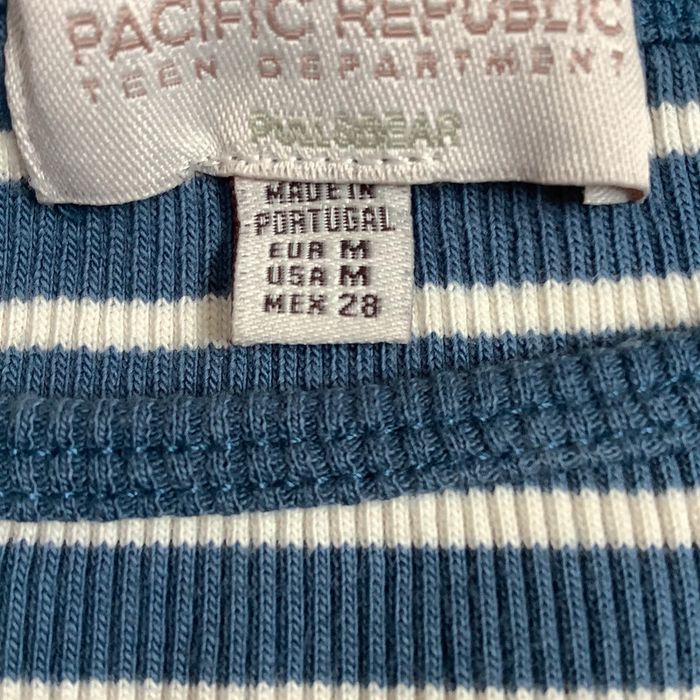 PACIFIC REPUBLIC
TEEN DEPARTMENT
PULL&BEAR
MADE IN
PORTUGAL
EUR M
USA M
MEX 28